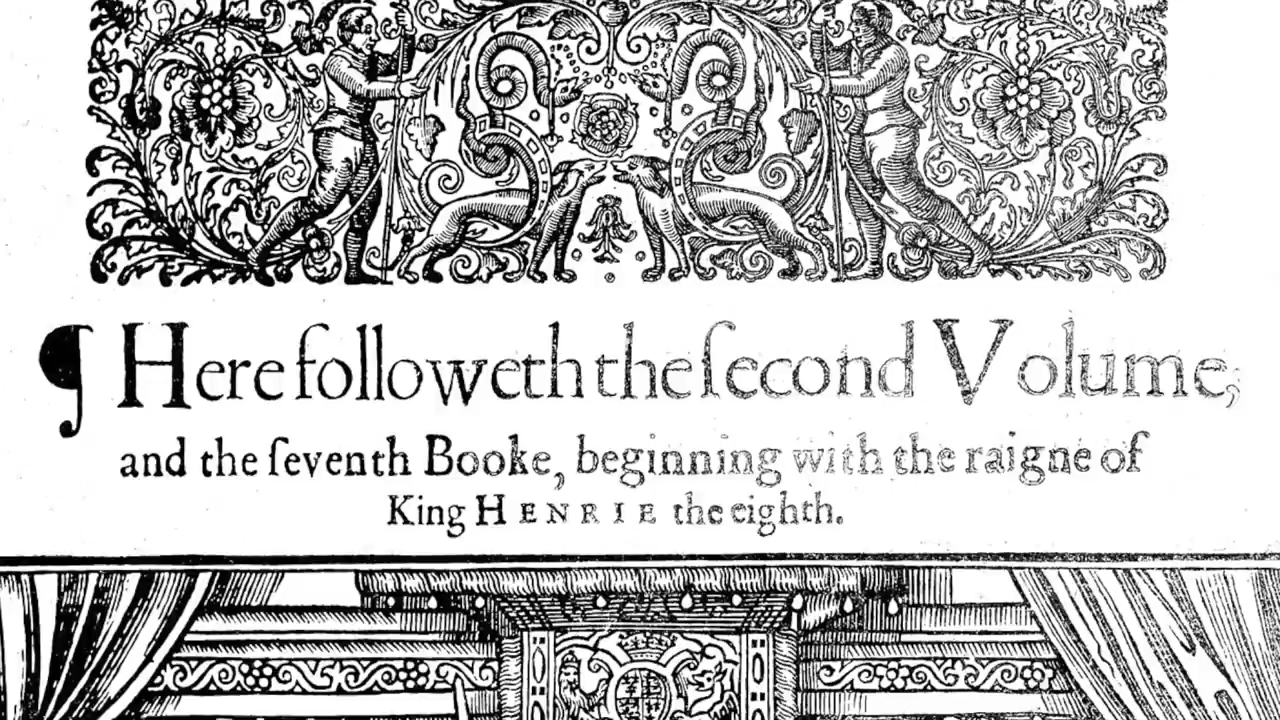 ¶ Here followeth the ſecond Volume,
and the ſeventh Booke, beginning with the raigne of
King HENRIE the eighth.